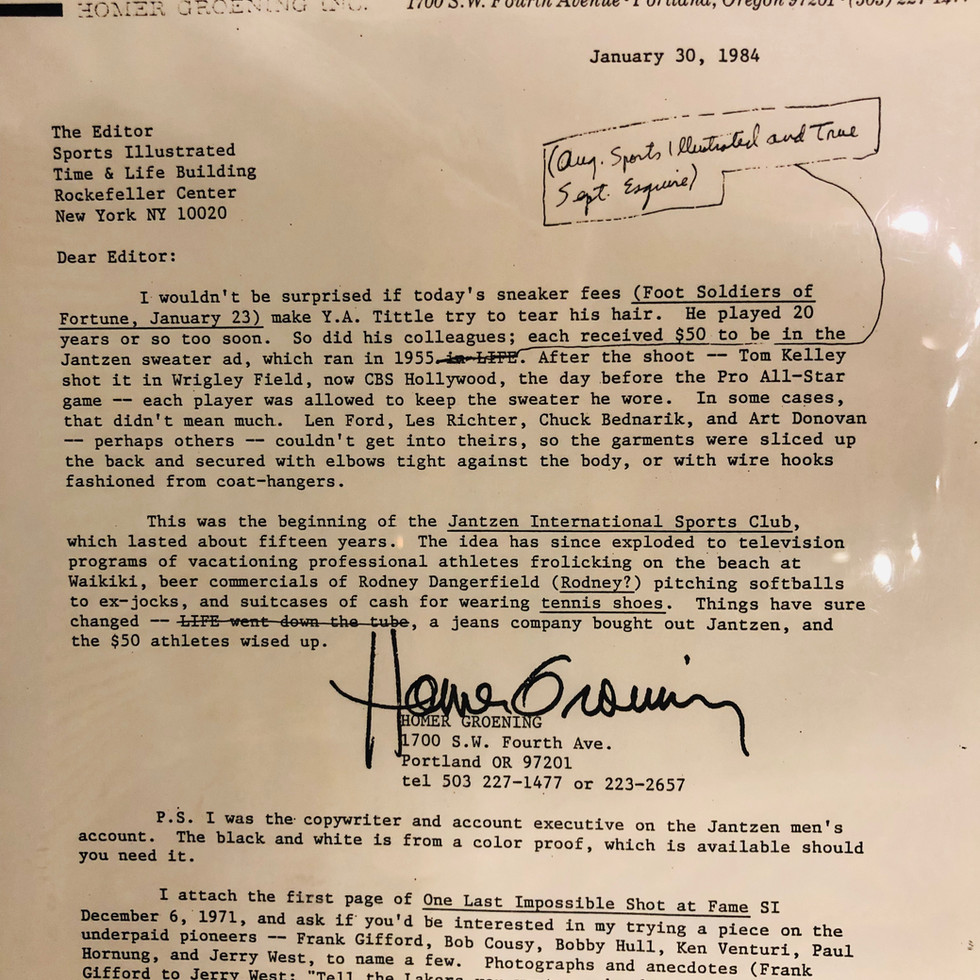 HOMER GROENING INC.
1700 S.W. Fourth Avenue · Portland, Oregon 97201 · (503) 227-1477
January 30, 1984
The Editor
Sports Illustrated
Time & Life Building
Rockefeller Center
New York NY 10020
(Aug. Sports Illustrated and True
Sept. Esquire)
Dear Editor:
I wouldn't be surprised if today's sneaker fees (Foot Soldiers of
Fortune, January 23) make Y.A. Tittle try to tear his hair. He played 20
years or so too soon. So did his colleagues; each received $50 to be in the
Jantzen sweater ad, which ran in 1955 in LIFE. After the shoot -- Tom Kelley
shot it in Wrigley Field, now CBS Hollywood, the day before the Pro All-Star
game -- each player was allowed to keep the sweater he wore. In some cases,
that didn't mean much. Len Ford, Les Richter, Chuck Bednarik, and Art Donovan
-- perhaps others -- couldn't get into theirs, so the garments were sliced up
the back and secured with elbows tight against the body, or with wire hooks
fashioned from coat-hangers.
This was the beginning of the Jantzen International Sports Club,
which lasted about fifteen years. The idea has since exploded to television
programs of vacationing professional athletes frolicking on the beach at
Waikiki, beer commercials of Rodney Dangerfield (Rodney?) pitching softballs
to ex-jocks, and suitcases of cash for wearing tennis shoes. Things have sure
changed -- LIFE went down the tube, a jeans company bought out Jantzen, and
the $50 athletes wised up.
Homer Groening
HOMER GROENING
1700 S.W. Fourth Ave.
Portland OR 97201
tel 503 227-1477 or 223-2657
P.S. I was the copywriter and account executive on the Jantzen men's
account. The black and white is from a color proof, which is available should
you need it.
I attach the first page of One Last Impossible Shot at Fame SI
December 6, 1971, and ask if you'd be interested in my trying a piece on the
underpaid pioneers -- Frank Gifford, Bob Cousy, Bobby Hull, Ken Venturi, Paul
Hornung, and Jerry West, to name a few. Photographs and anecdotes (Frank
Gifford to Jerry West: "Tell the Lakers